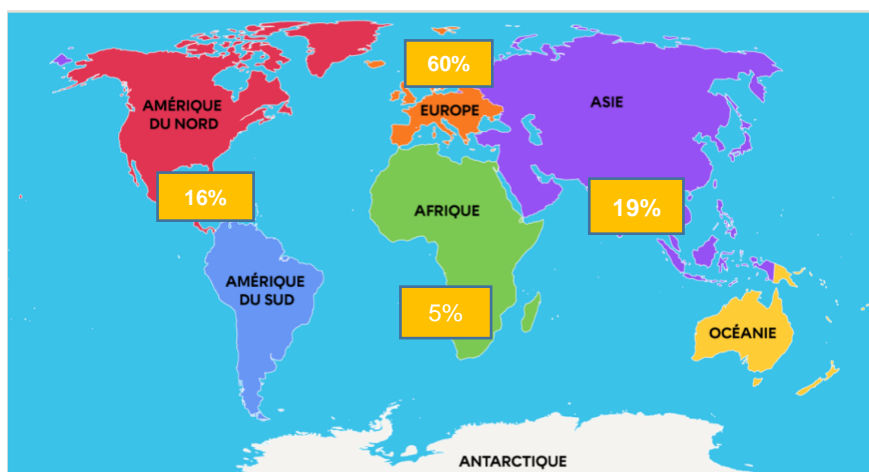 60%
AMÉRIQUE
DU NORD
EUROPE
ASIE
16%
AFRIQUE
19%
AMÉRIQUE
DU SUD
5%
OCÉANIE
ANTARCTIQUE